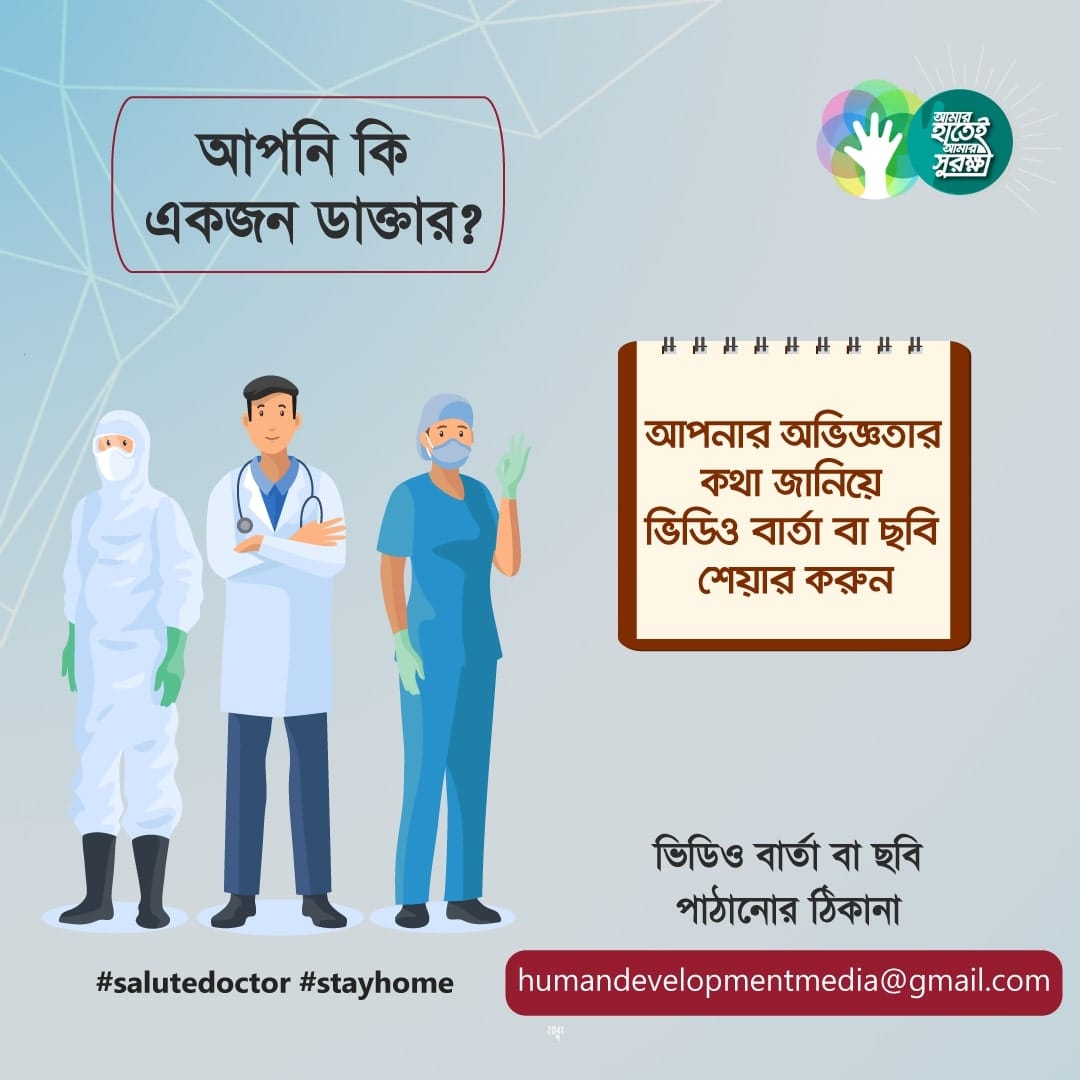 আপনি কি
একজন ডাক্তার?
আমার
হাতেই
আমার
সুরক্ষা
আপনার অভিজ্ঞতার
কথা জানিয়ে
ভিডিও বার্তা বা ছবি
শেয়ার করুন
ভিডিও বার্তা বা ছবি
পাঠানোর ঠিকানা
#salutedoctor #stayhome
humandevelopmentmedia@gmail.com